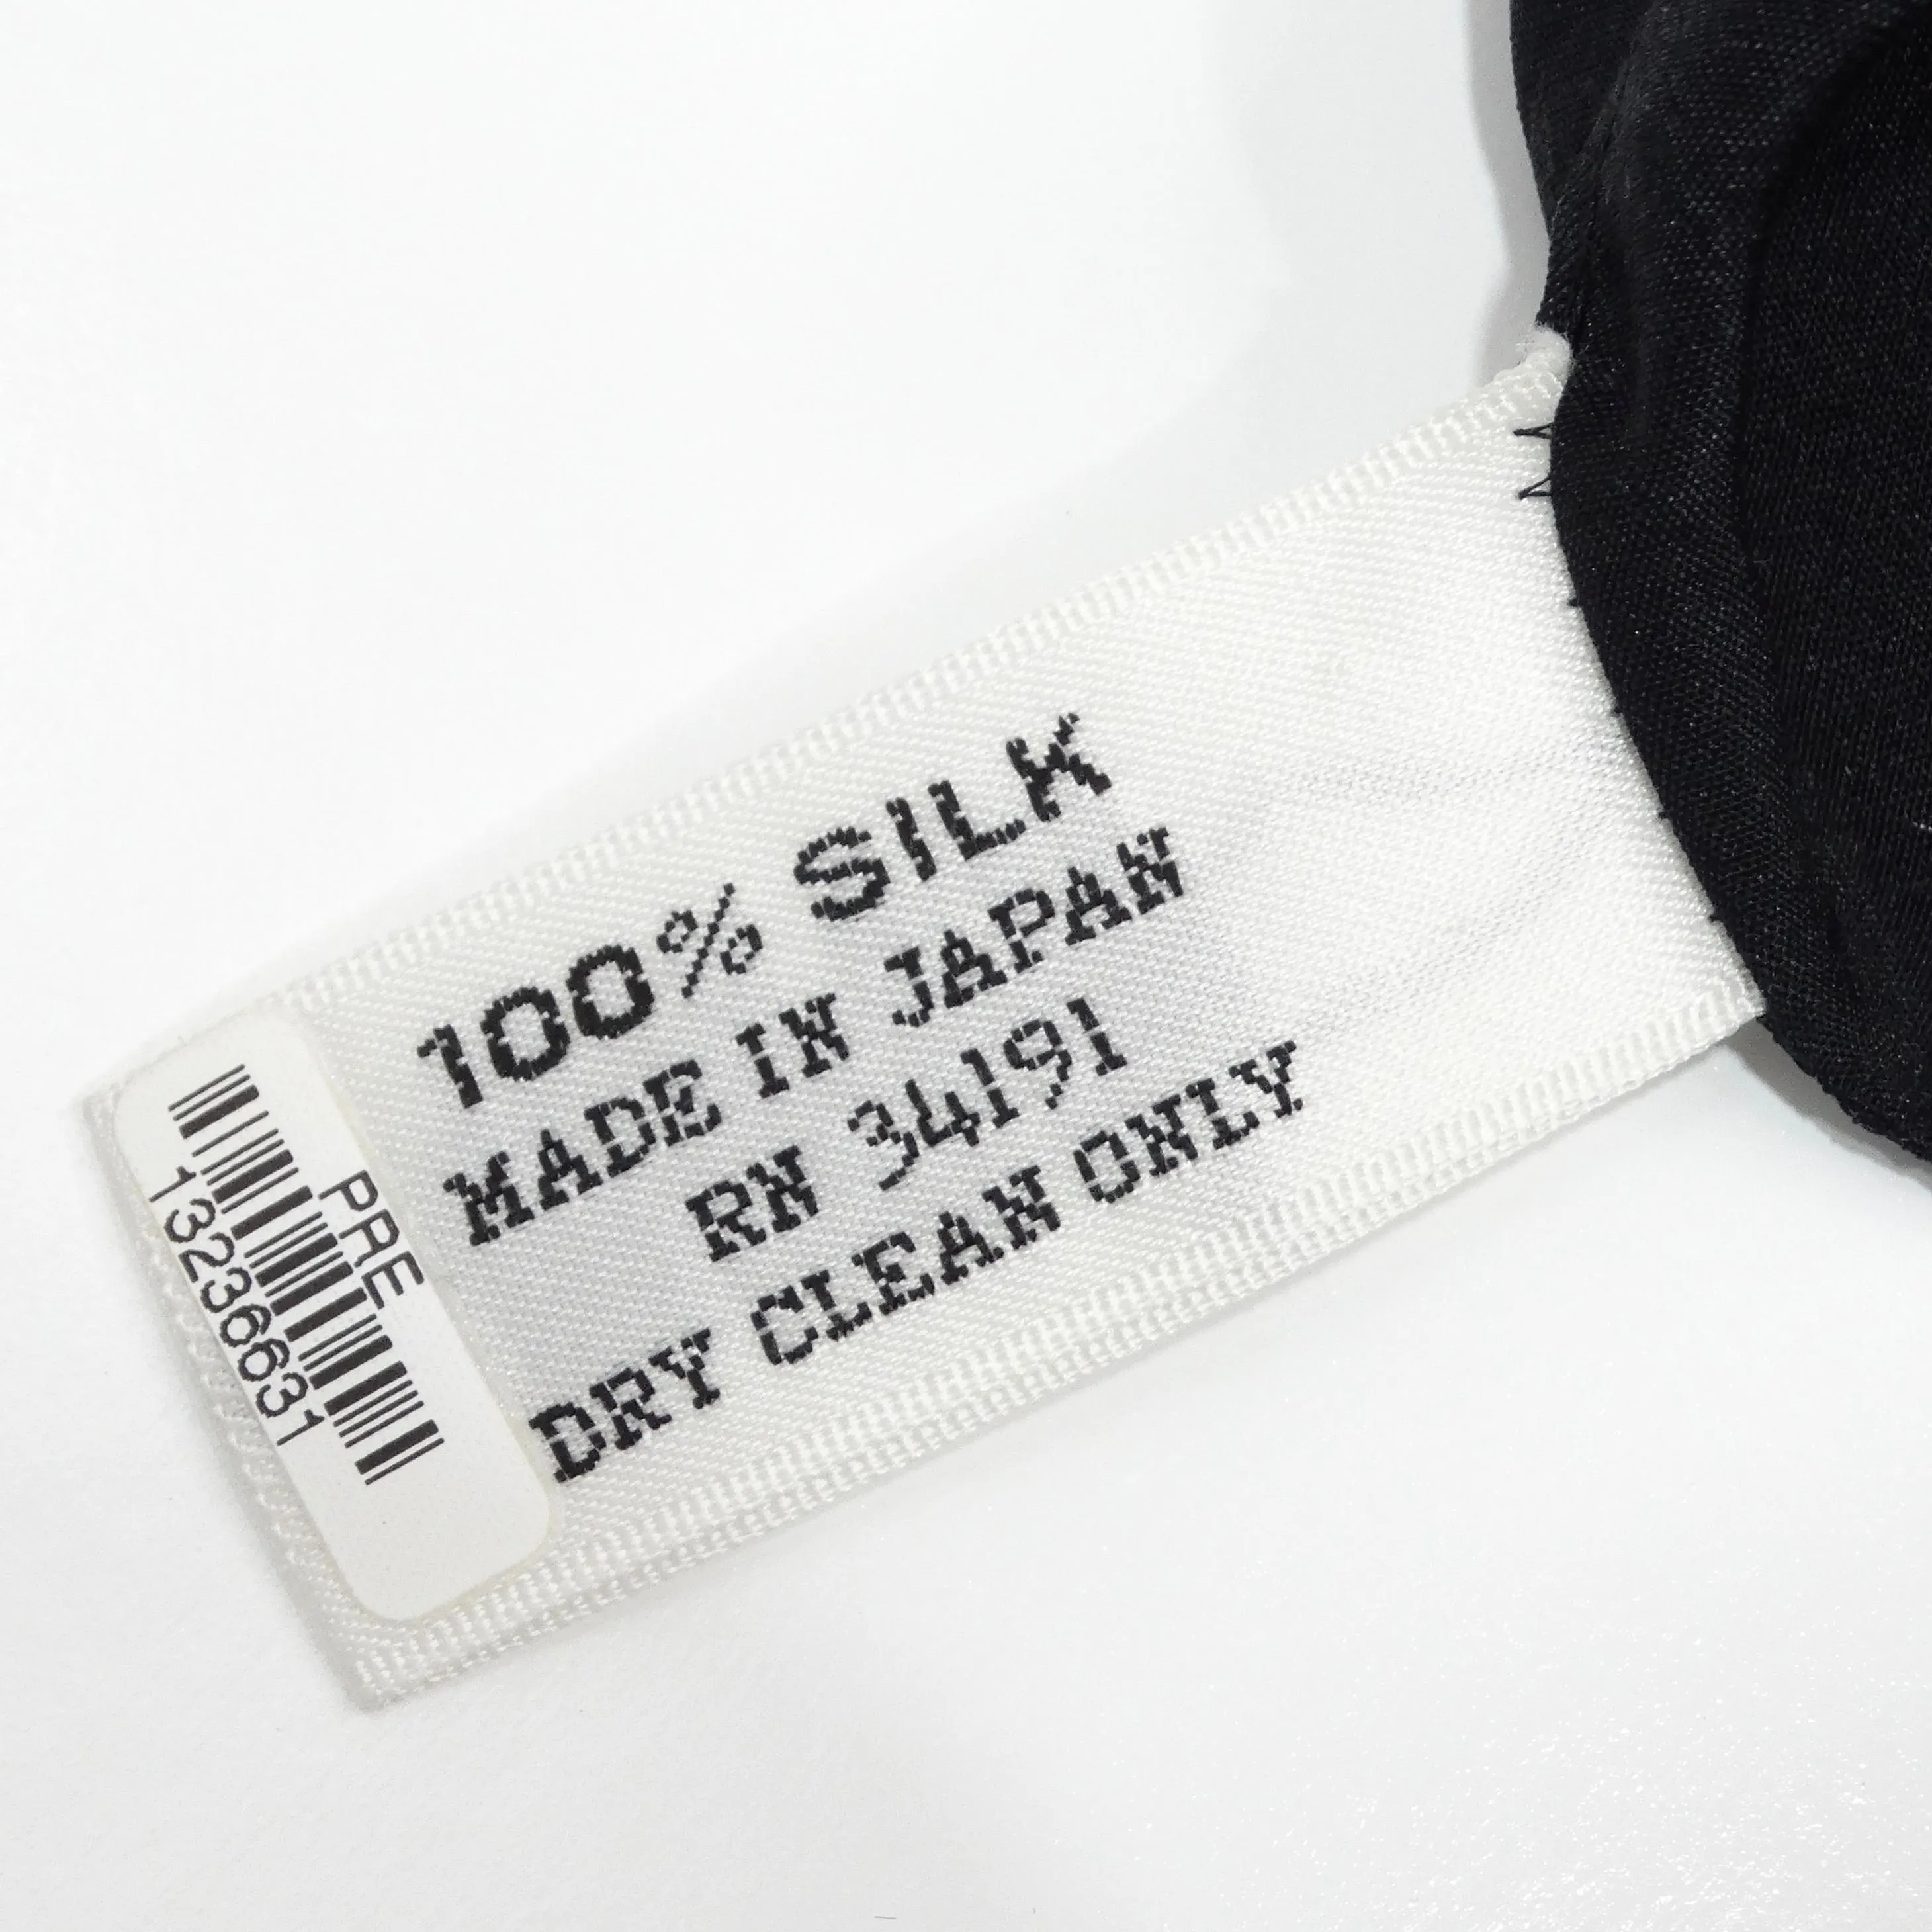 100% SILK
MADE IN JAPAN
RN 34191
DRY CLEAN ONLY
PRE
13236631